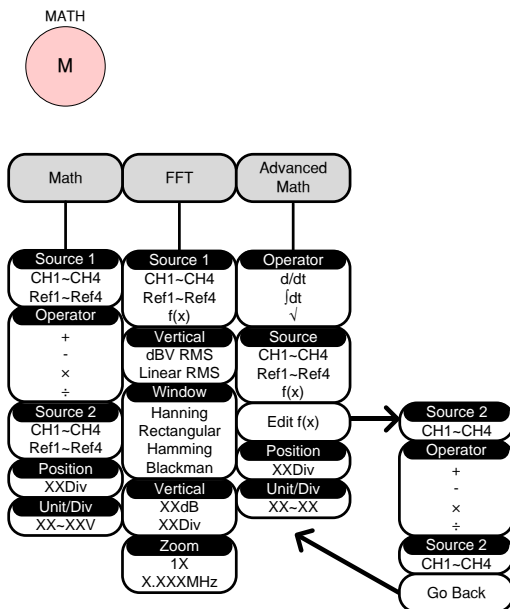 MATH
M
Math
Source 1
CH1~CH4
Ref1~Ref4
Operator
+
-
×
÷
Source 2
CH1~CH4
Ref1~Ref4
Position
XXDiv
Unit/Div
XX~XXV
FFT
Source 1
CH1~CH4
Ref1~Ref4
f(x)
Vertical
dBV RMS
Linear RMS
Window
Hanning
Rectangular
Hamming
Blackman
Vertical
XXdB
XXDiv
Zoom
1X
X.XXXMHz
Advanced
Math
Operator
d/dt
∫dt
√
Source
CH1~CH4
Ref1~Ref4
f(x)
Edit f(x)
Position
XXDiv
Unit/Div
XX~XX
Source 2
CH1~CH4
Operator
+
-
×
÷
Source 2
CH1~CH4
Go Back